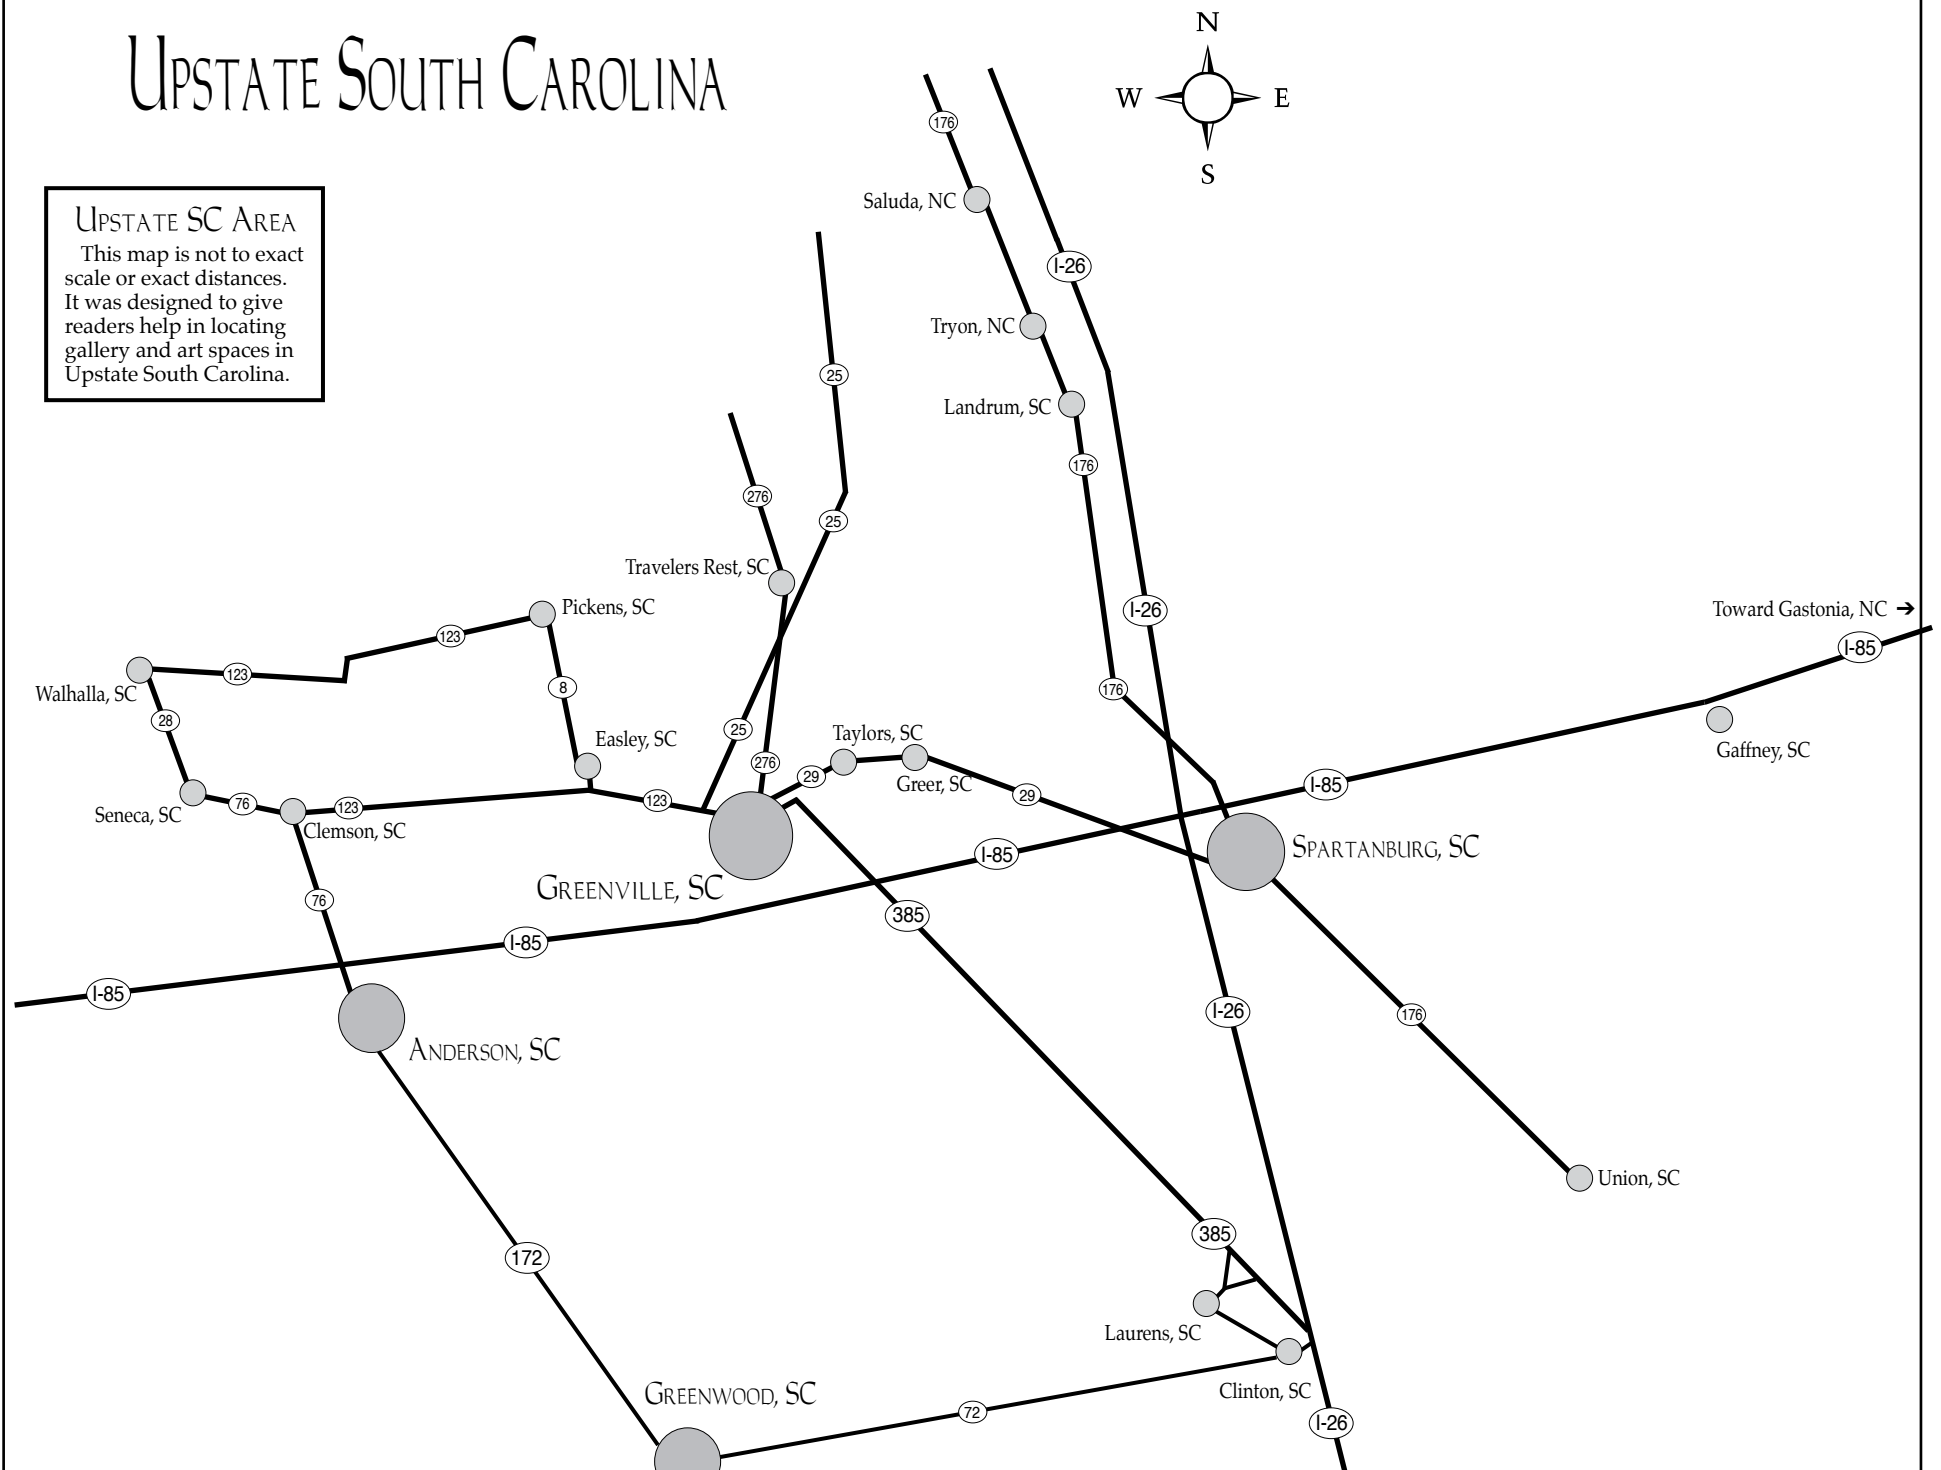 N
UPSTATE SOUTH CAROLINA
W E
S
176
Saluda, NC
UPSTATE SC AREA
This map is not to exact
scale or exact distances.
It was designed to give
readers help in locating
gallery and art spaces in
Upstate South Carolina.
I-26
Tryon, NC
25
Landrum, SC
176
276
25
Travelers Rest, SC
Pickens, SC
I-26
Toward Gastonia, NC ➔
123
I-85
123
8
176
Walhalla, SC
28
25
Taylors, SC
Easley, SC
Gaffney, SC
276
29
Greer, SC
I-85
29
76
123
123
Seneca, SC
Clemson, SC
SPARTANBURG, SC
I-85
GREENVILLE, SC
76
385
I-85
I-85
I-26
176
ANDERSON, SC
Union, SC
385
172
Laurens, SC
GREENWOOD, SC
Clinton, SC
72
I-26